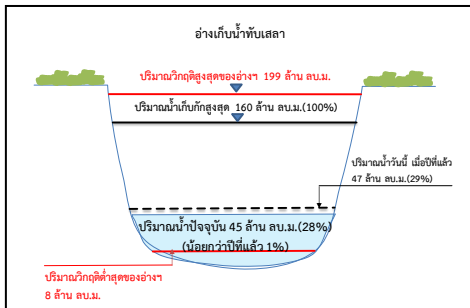 อ่างเก็บน้ำทับเสลา
ปริมาณวิกฤติสูงสุดของอ่างฯ 199 ล้าน ลบ.ม.
ปริมาณน้ำเก็บกักสูงสุด 160 ล้าน ลบ.ม.(100%)
ปริมาณน้ำวันนี้ เมื่อปีที่แล้ว
47 ล้าน ลบ.ม.(29%)
ปริมาณน้ำปัจจุบัน 45 ล้าน ลบ.ม.(28%)
(น้อยกว่าปีที่แล้ว 1%)
ปริมาณวิกฤติต่ำสุดของอ่างฯ
8 ล้าน ลบ.ม.